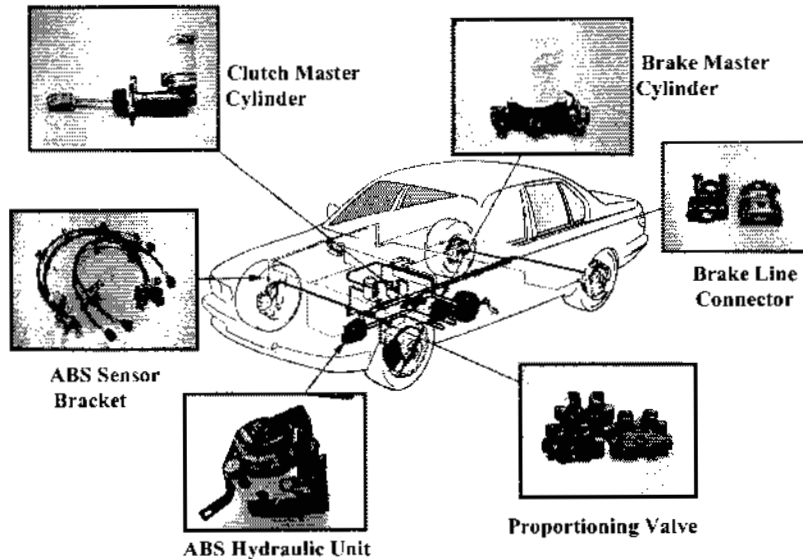 Clutch Master
Cylinder
Brake Master
Cylinder
Brake Line
Connector
ABS Sensor
Bracket
ABS Hydraulic Unit
Proportioning Valve